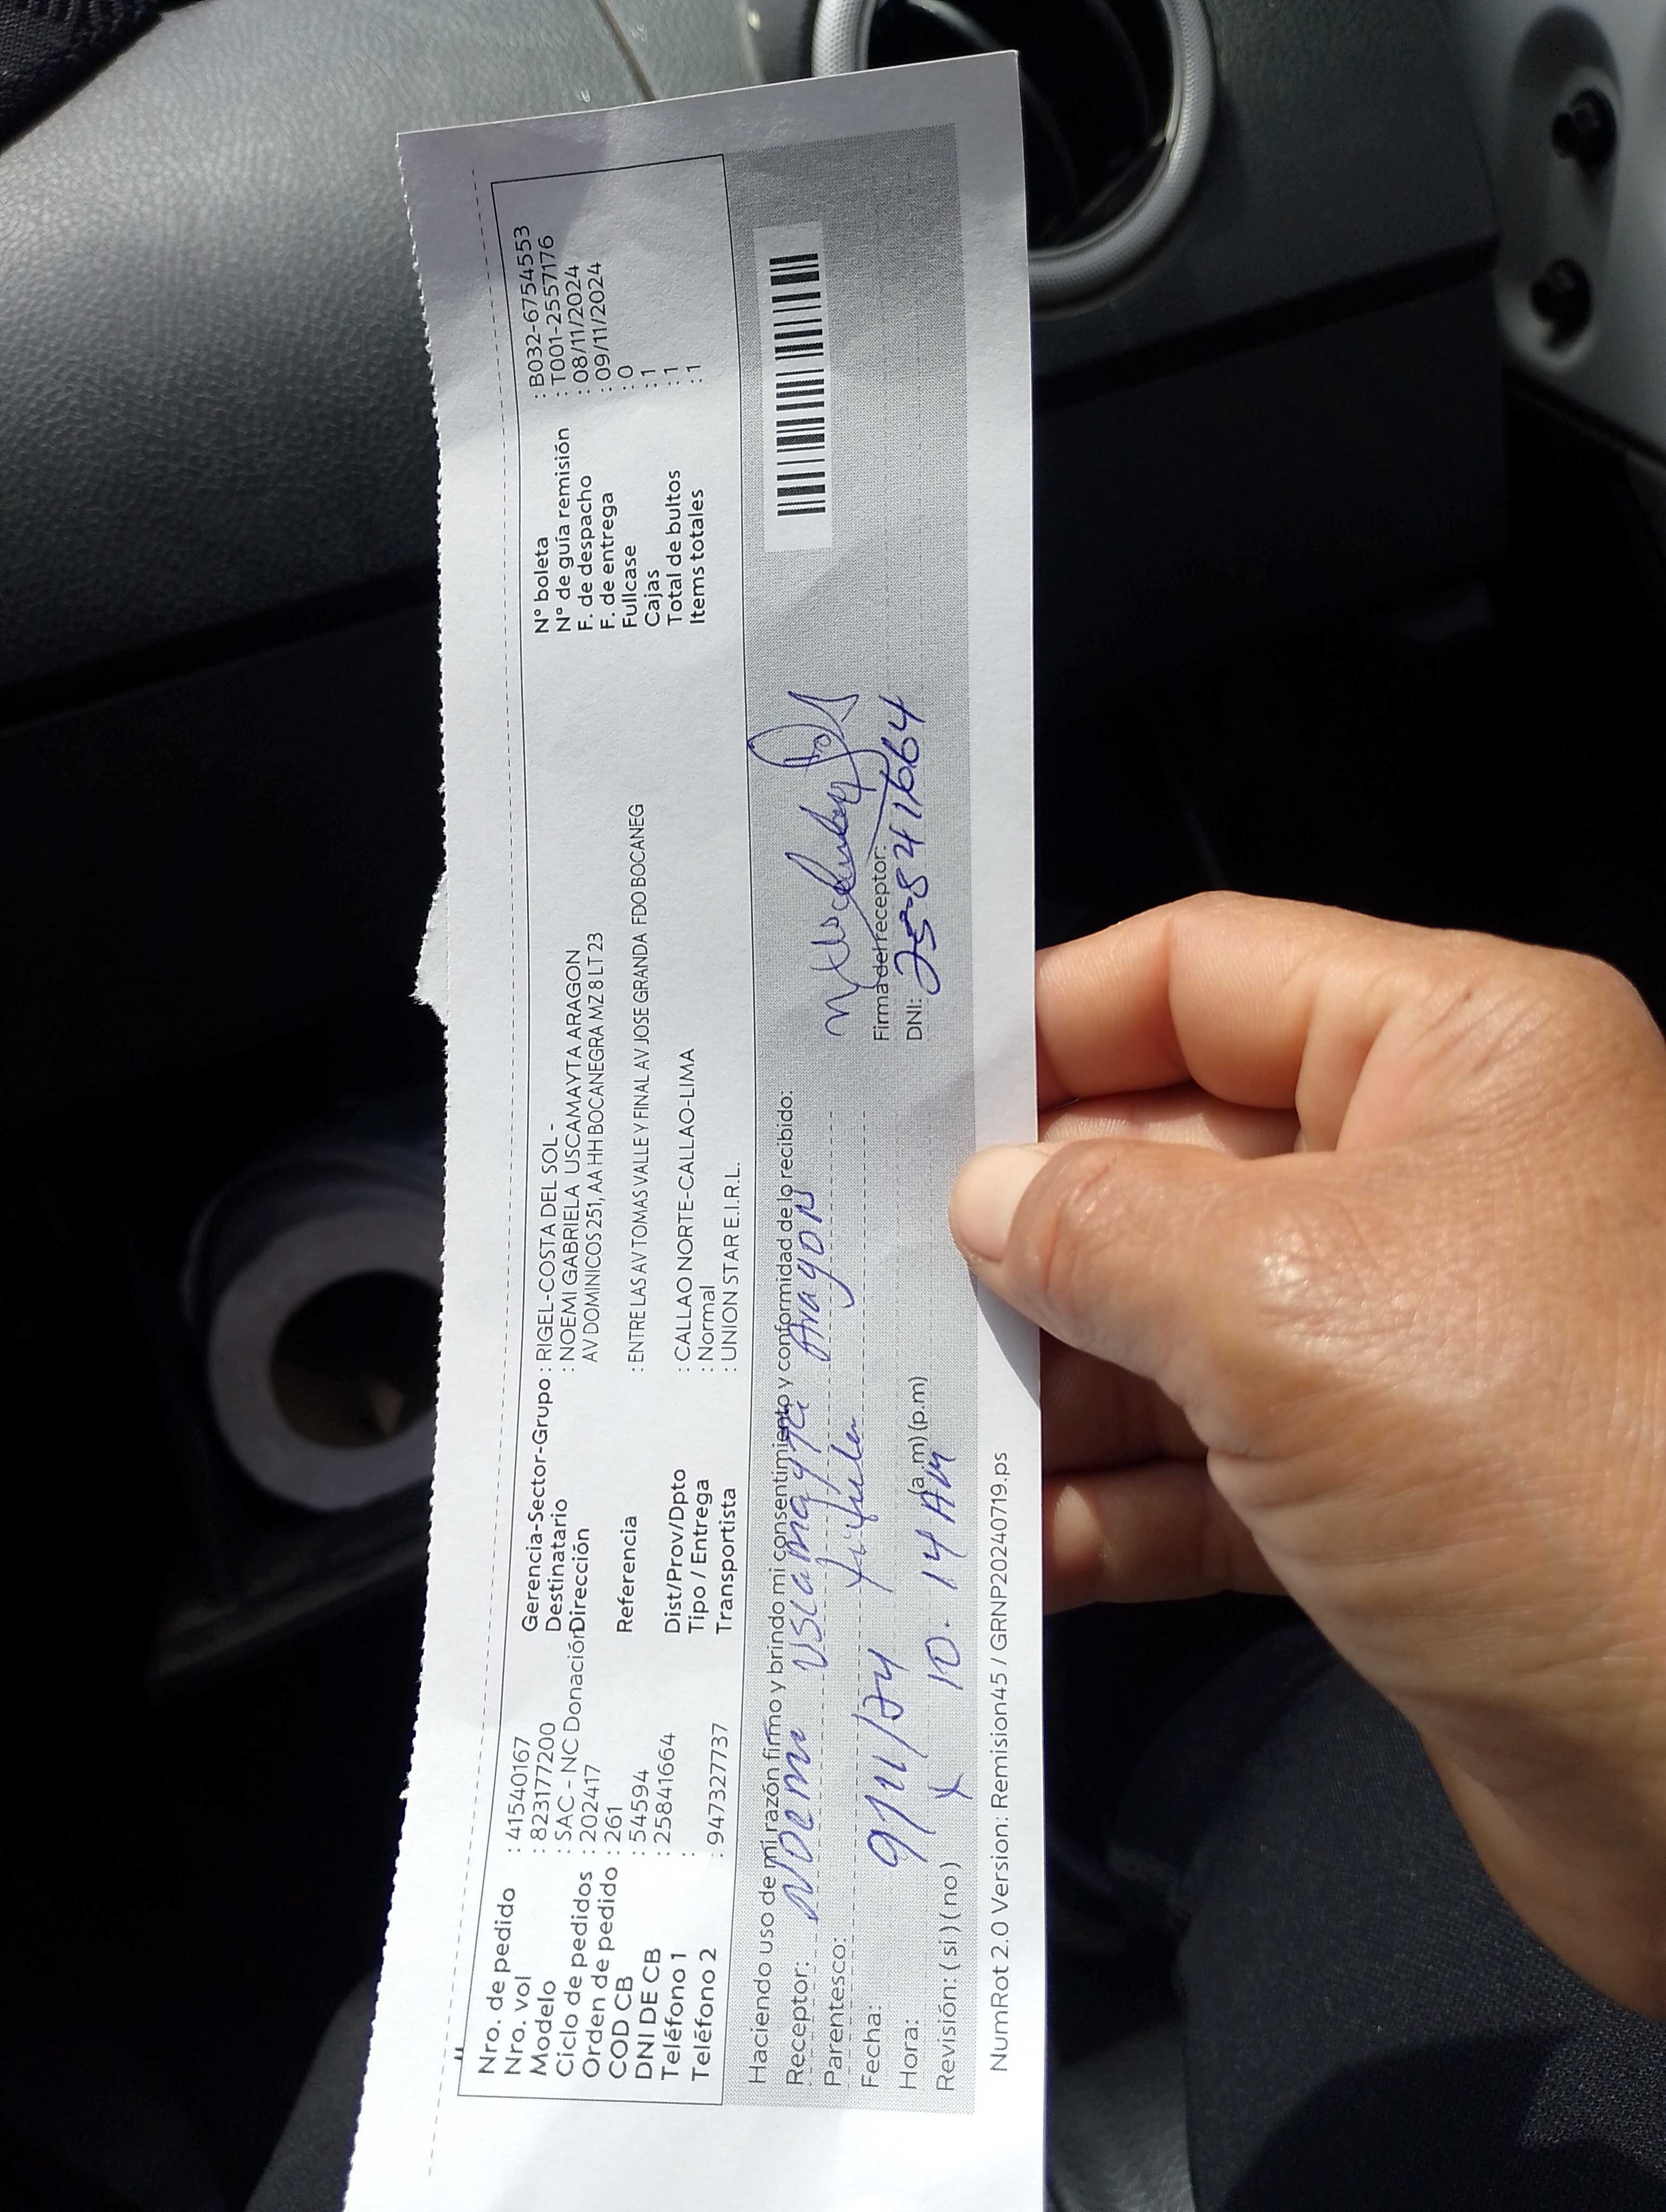 Nro. de pedido : 41540167
Nro. vol : 8231777200
Modelo : SAC - NC Donación
Ciclo de pedidos : 202417
Orden de pedido : 261
COD CB : 54594
DNI DE CB : 25841664
Teléfono 1 :
Teléfono 2 : 947327737
Gerencia-Sector-Grupo : RIGEL-COSTA DEL SOL -
Destinatario : NOEMI GABRIELA USCAMAYTA ARAGON
Dirección AV DOMINICOS 251, AA HH BOCANEGRA MZ 8 LT 23
Referencia : ENTRE LAS AV TOMAS VALLE Y FINAL AV JOSE GRANDA FDO BOCANEG
Dist/Prov/Dpto : CALLAO NORTE-CALLAO-LIMA
Tipo / Entrega : Normal
Transportista : UNION STAR E.I.R.L.
N° boleta : B032-6754553
N° de guía remisión : T001-2557176
F. de despacho : 08/11/2024
F. de entrega : 09/11/2024
Fullcase : 0
Cajas : 1
Total de bultos : 1
Items totales : 1
Haciendo uso de mi razón firmo y brindo mi consentimiento y conformidad de lo recibido:
Receptor: Noemi Uscamayta Aragon
Parentesco:
Fecha: 9/11/24
Hora: 10.14 AM (a.m) (p.m)
Revisión: (si) (no)
Firma del receptor:
DNI: 25841664
NumRot 2.0 Version: Remision45 / GRNP20240719.ps